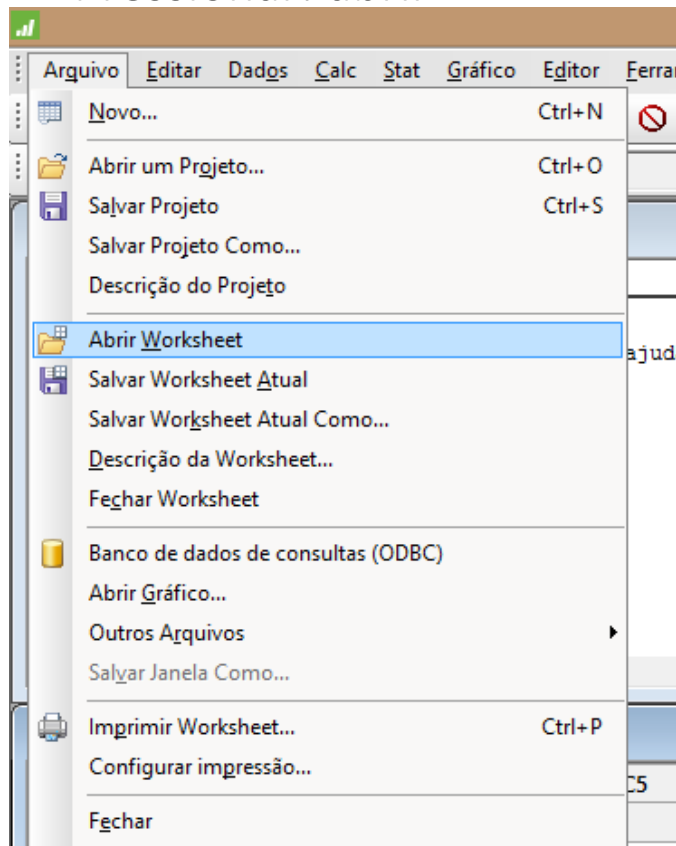 Arquivo Editar Dados Calc Stat Gráfico Editor Ferrar
Novo... Ctrl+N
Abrir um Projeto... Ctrl+O
Salvar Projeto Ctrl+S
Salvar Projeto Como...
Descrição do Projeto
Abrir Worksheet
ajud
Salvar Worksheet Atual
Salvar Worksheet Atual Como...
Descrição da Worksheet...
Fechar Worksheet
Banco de dados de consultas (ODBC)
Abrir Gráfico...
Outros Arquivos
Salvar Janela Como...
Imprimir Worksheet... Ctrl+P
Configurar impressão...
C5
Fechar